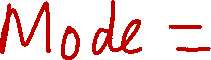 Mode =